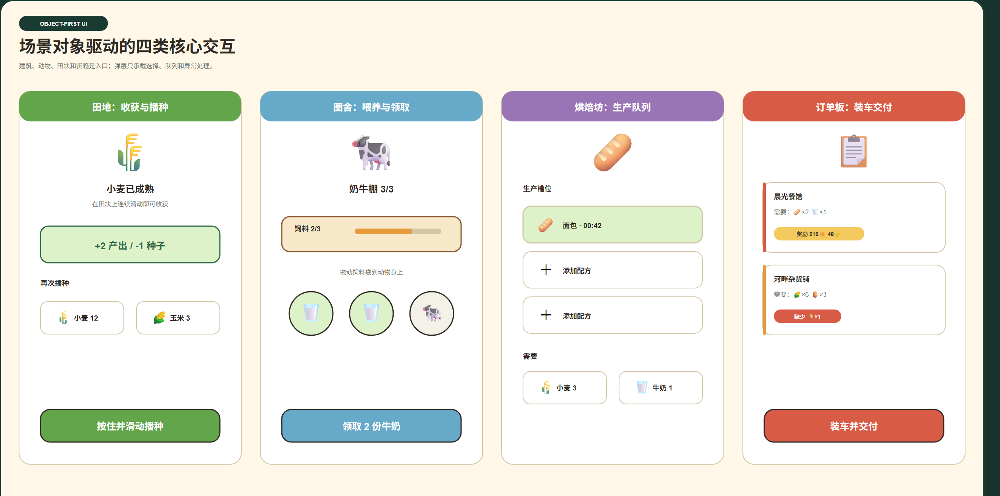 OBJECT-FIRST UI
场景对象驱动的四类核心交互
建筑、动物、田块和货箱是入口；弹层只承载选择、队列和异常处理。
田地：收获与播种
小麦已成熟
在田块上连续滑动即可收获
+2 产出 / -1 种子
再次播种
小麦 12
玉米 3
按住并滑动播种
圈舍：喂养与领取
奶牛棚 3/3
饲料 2/3
拖动饲料袋到动物身上
领取 2 份牛奶
烘焙坊：生产队列
生产槽位
面包 · 00:42
＋ 添加配方
＋ 添加配方
需要
小麦 3
牛奶 1
订单板：装车交付
晨光餐馆
需要：🥖×2 🥛×1
奖励 210🪙 48⭐
河畔杂货铺
需要：🌽×6 🥚×3
缺少 🥚×1
装车并交付